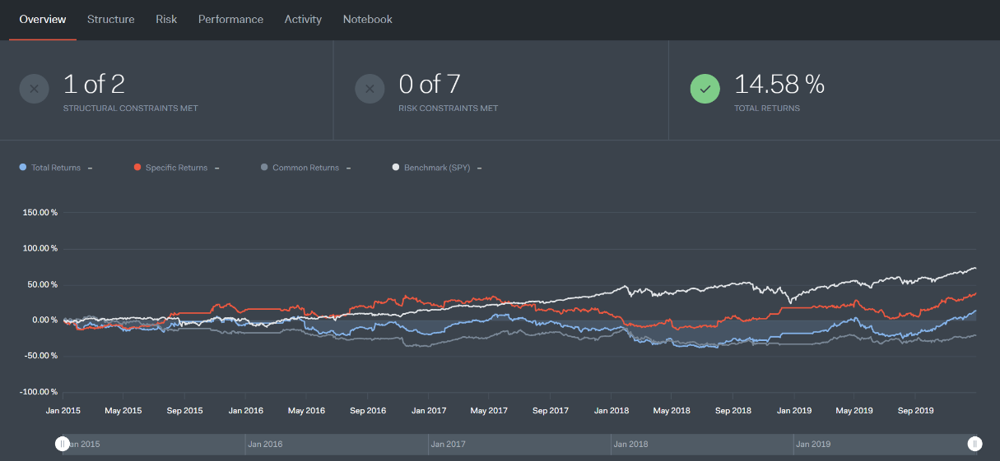 Overview Structure Risk Performance Activity Notebook
1 of 2
STRUCTURAL CONSTRAINTS MET
0 of 7
RISK CONSTRAINTS MET
14.58 %
TOTAL RETURNS
Total Returns – Specific Returns – Common Returns – Benchmark (SPY) –
150.00 %
100.00 %
50.00 %
0.00 %
-50.00 %
-100.00 %
Jan 2015 May 2015 Sep 2015 Jan 2016 May 2016 Sep 2016 Jan 2017 May 2017 Sep 2017 Jan 2018 May 2018 Sep 2018 Jan 2019 May 2019 Sep 2019
an 2015 Jan 2016 Jan 2017 Jan 2018 Jan 2019